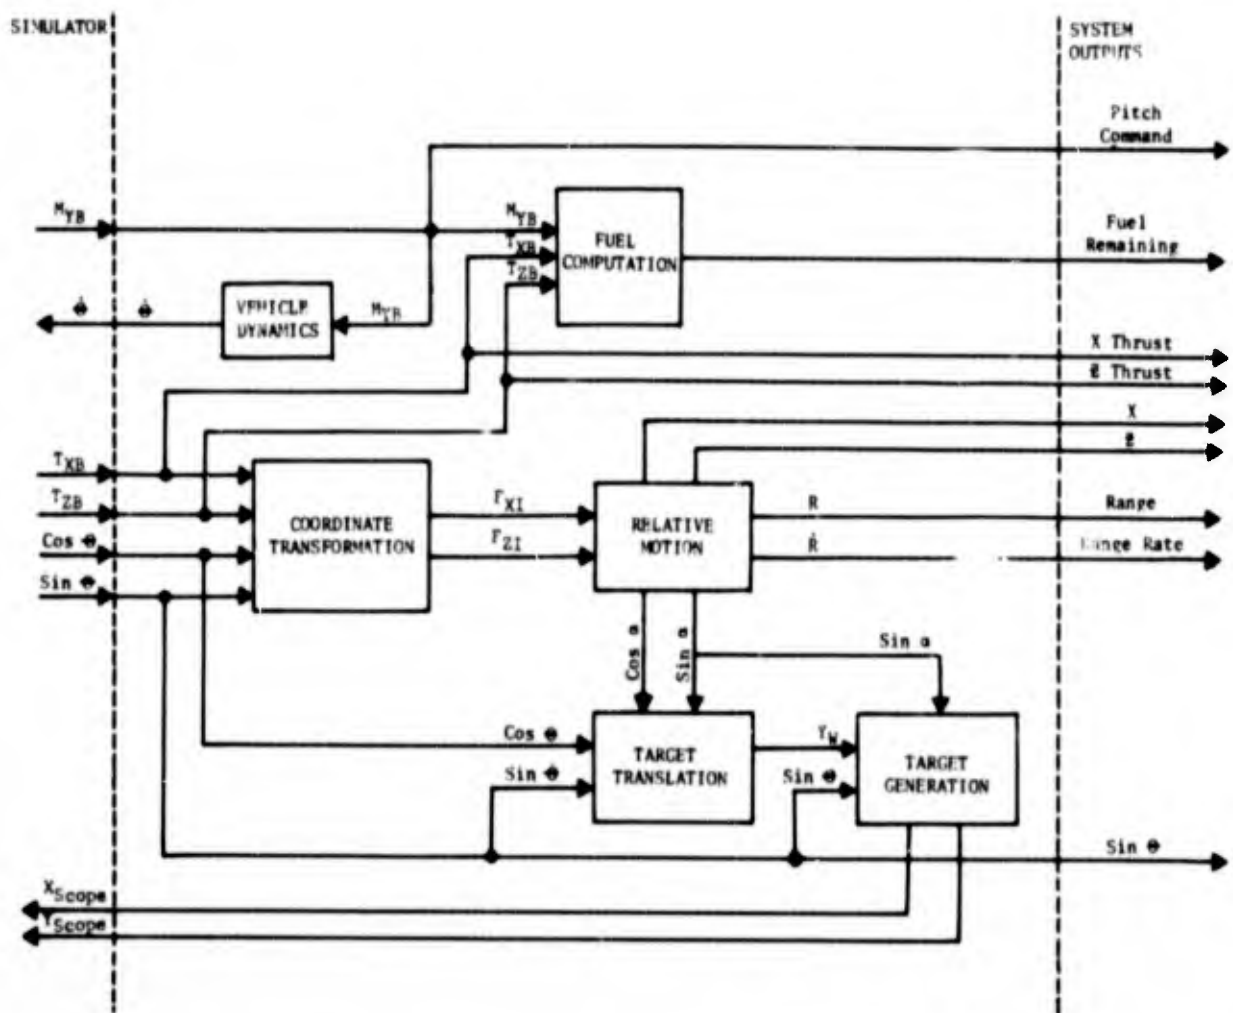 SIMULATOR
SYSTEM
OUTPUTS
Pitch
Command
M_YB
M_YB
T_XB
T_ZB
FUEL
COMPUTATION
Fuel
Remaining
VEHICLE
DYNAMICS
M_YB
X Thrust
Z Thrust
X
Z
T_XB
T_ZB
Cos θ
Sin θ
COORDINATE
TRANSFORMATION
F_XI
F_ZI
RELATIVE
MOTION
R
Ṙ
Range
Range Rate
Cos α
Sin α
Sin α
Cos θ
Sin θ
TARGET
TRANSLATION
Y_W
Sin θ
TARGET
GENERATION
Sin θ
X_Scope
Y_Scope